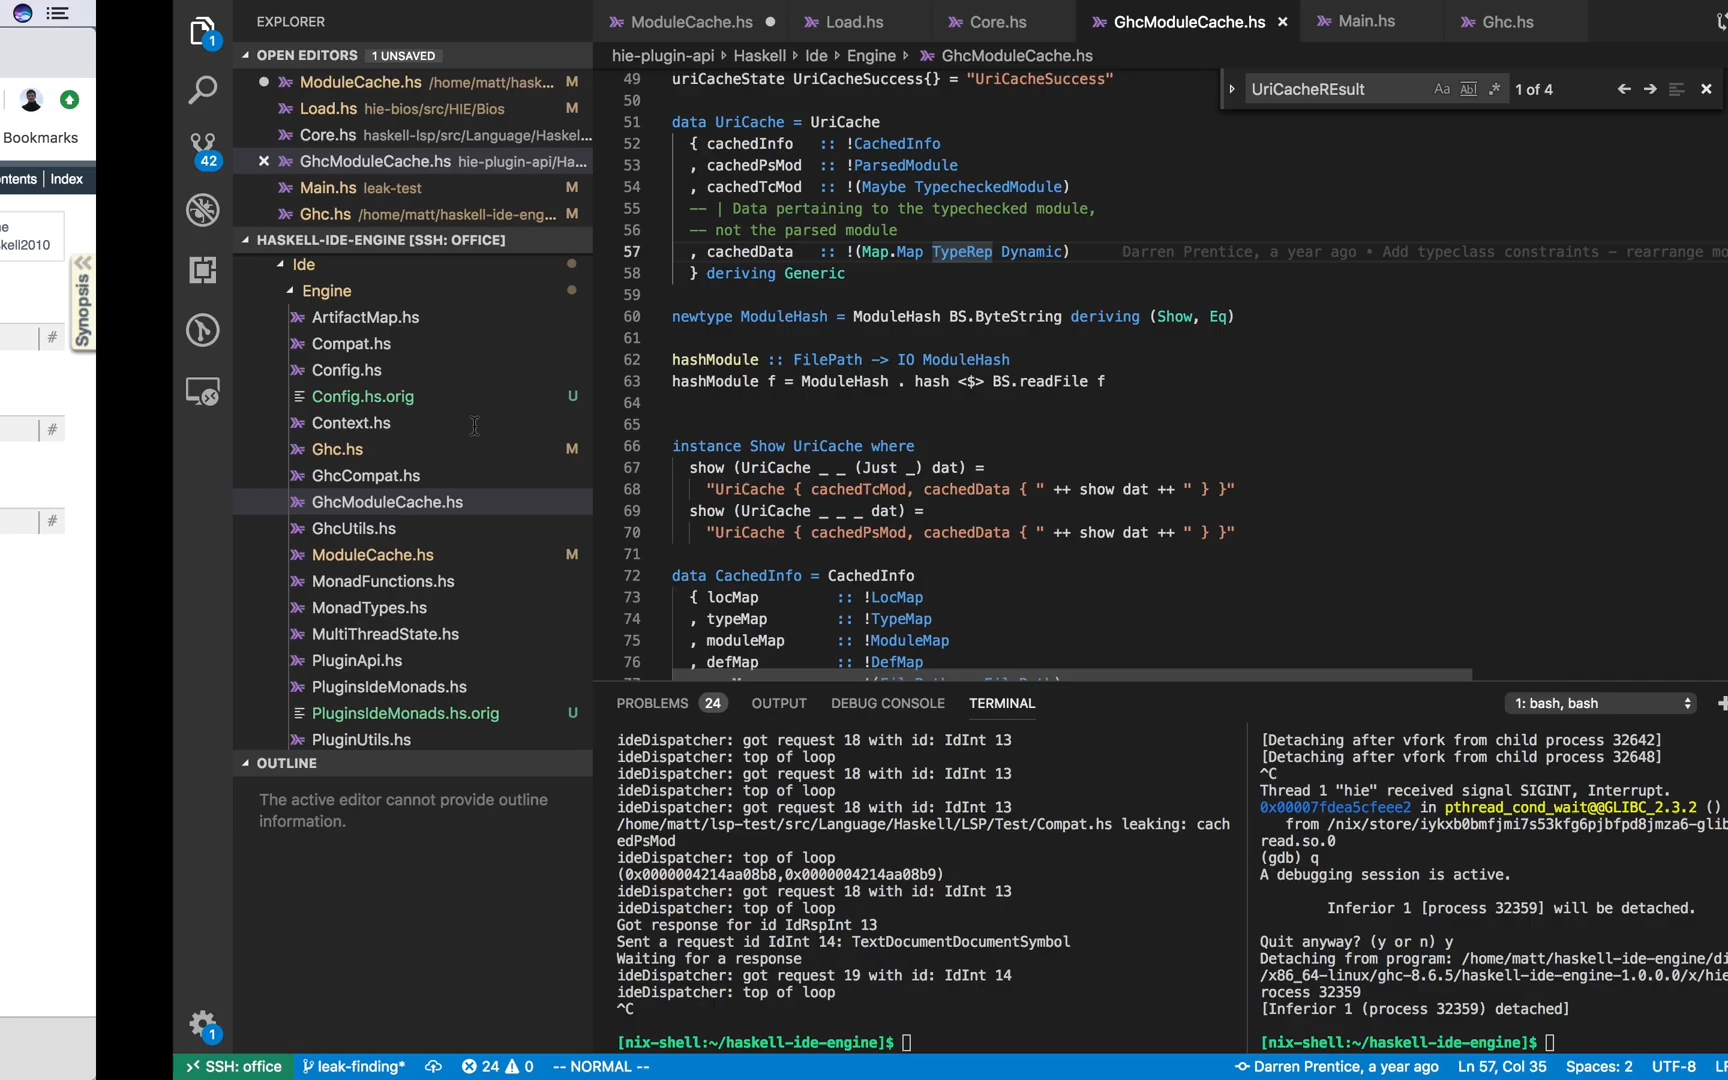 Bookmarks
ntents | Index
e
kell2010
Synopsis
#
#
#
1
42
1
EXPLORER
OPEN EDITORS 1 UNSAVED
ModuleCache.hs /home/matt/hask... M
Load.hs hie-bios/src/HIE/Bios M
Core.hs haskell-lsp/src/Language/Haskel...
GhcModuleCache.hs hie-plugin-api/Ha...
Main.hs leak-test M
Ghc.hs /home/matt/haskell-ide-eng... M
HASKELL-IDE-ENGINE [SSH: OFFICE]
Ide
Engine
ArtifactMap.hs
Compat.hs
Config.hs
Config.hs.orig U
Context.hs
Ghc.hs M
GhcCompat.hs
GhcModuleCache.hs
GhcUtils.hs
ModuleCache.hs M
MonadFunctions.hs
MonadTypes.hs
MultiThreadState.hs
PluginApi.hs
PluginsIdeMonads.hs
PluginsIdeMonads.hs.orig U
PluginUtils.hs
OUTLINE
The active editor cannot provide outline
information.
ModuleCache.hs Load.hs Core.hs GhcModuleCache.hs Main.hs Ghc.hs
hie-plugin-api › Haskell › Ide › Engine › GhcModuleCache.hs
UriCacheREsult Aa Abl .* 1 of 4
49 uriCacheState UriCacheSuccess{} = "UriCacheSuccess"
50
51 data UriCache = UriCache
52 { cachedInfo :: !CachedInfo
53 , cachedPsMod :: !ParsedModule
54 , cachedTcMod :: !(Maybe TypecheckedModule)
55 -- | Data pertaining to the typechecked module,
56 -- not the parsed module
57 , cachedData :: !(Map.Map TypeRep Dynamic) Darren Prentice, a year ago • Add typeclass constraints – rearrange mo
58 } deriving Generic
59
60 newtype ModuleHash = ModuleHash BS.ByteString deriving (Show, Eq)
61
62 hashModule :: FilePath -> IO ModuleHash
63 hashModule f = ModuleHash . hash <$> BS.readFile f
64
65
66 instance Show UriCache where
67 show (UriCache _ _ (Just _) dat) =
68 "UriCache { cachedTcMod, cachedData { " ++ show dat ++ " } }"
69 show (UriCache _ _ _ dat) =
70 "UriCache { cachedPsMod, cachedData { " ++ show dat ++ " } }"
71
72 data CachedInfo = CachedInfo
73 { locMap :: !LocMap
74 , typeMap :: !TypeMap
75 , moduleMap :: !ModuleMap
76 , defMap :: !DefMap
PROBLEMS 24 OUTPUT DEBUG CONSOLE TERMINAL 1: bash, bash
ideDispatcher: got request 18 with id: IdInt 13
ideDispatcher: top of loop
ideDispatcher: got request 18 with id: IdInt 13
ideDispatcher: top of loop
ideDispatcher: got request 18 with id: IdInt 13
/home/matt/lsp-test/src/Language/Haskell/LSP/Test/Compat.hs leaking: cach
edPsMod
ideDispatcher: top of loop
(0x0000004214aa08b8,0x0000004214aa08b9)
ideDispatcher: got request 18 with id: IdInt 13
ideDispatcher: top of loop
Got response for id IdRspInt 13
Sent a request id IdInt 14: TextDocumentDocumentSymbol
Waiting for a response
ideDispatcher: got request 19 with id: IdInt 14
ideDispatcher: top of loop
^C
[nix-shell:~/haskell-ide-engine]$
[Detaching after vfork from child process 32642]
[Detaching after vfork from child process 32648]
^C
Thread 1 "hie" received signal SIGINT, Interrupt.
0x00007fdea5cfeee2 in pthread_cond_wait@@GLIBC_2.3.2 ()
from /nix/store/iykxb0bmfjmi7s53kfg6pjbfpd8jmza6-glib
read.so.0
(gdb) q
A debugging session is active.
Inferior 1 [process 32359] will be detached.
Quit anyway? (y or n) y
Detaching from program: /home/matt/haskell-ide-engine/di
/x86_64-linux/ghc-8.6.5/haskell-ide-engine-1.0.0.0/x/hie
rocess 32359
[Inferior 1 (process 32359) detached]
[nix-shell:~/haskell-ide-engine]$
SSH: office leak-finding* 24 0 -- NORMAL -- Darren Prentice, a year ago Ln 57, Col 35 Spaces: 2 UTF-8 LF